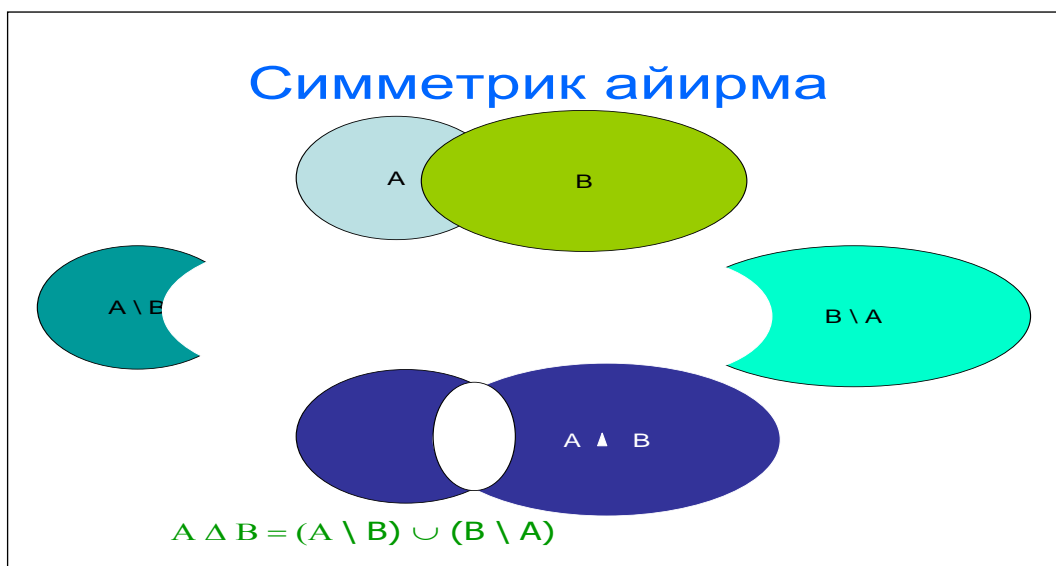 Симметрик айирма
A
B
A \ B
B \ A
A ▲ B
A Δ B = (A \ B) ∪ (B \ A)